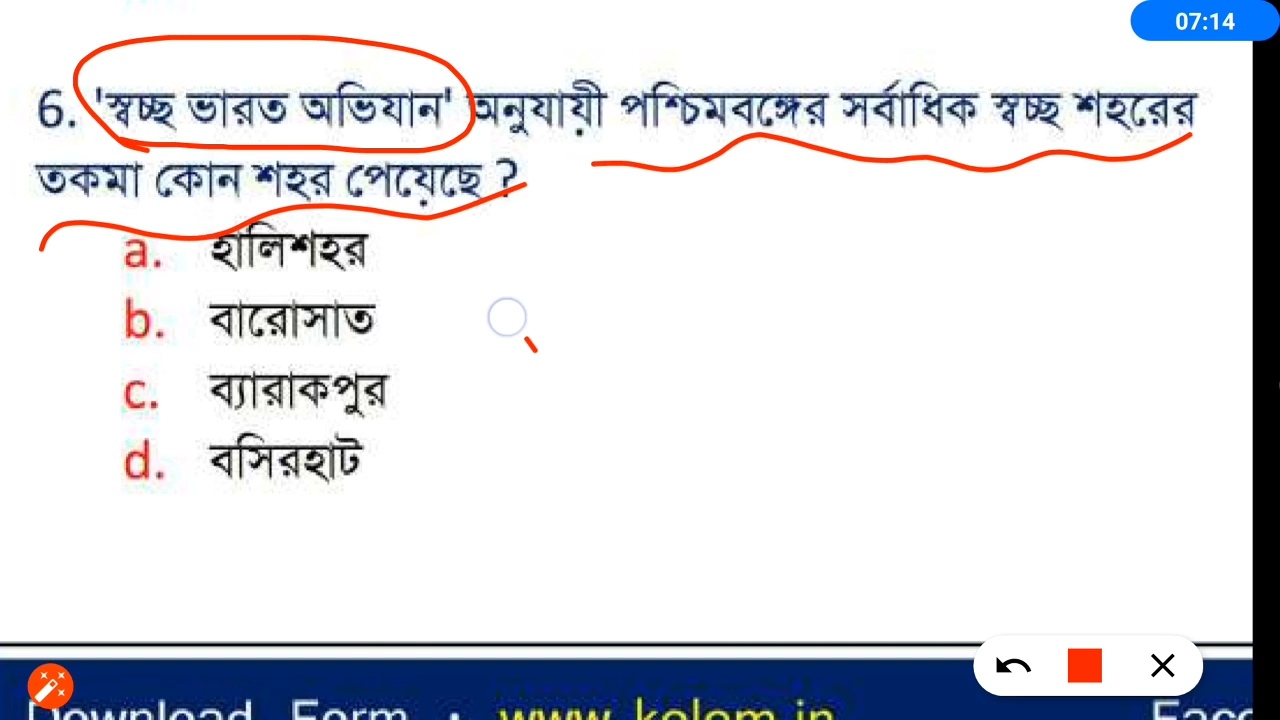 07:14
6. 'স্বচ্ছ ভারত অভিযান' অনুযায়ী পশ্চিমবঙ্গের সর্বাধিক স্বচ্ছ শহরের
তকমা কোন শহর পেয়েছে ?
a. হালিশহর
b. বারোসাত
c. ব্যারাকপুর
d. বসিরহাট
Download Form : www.kolom.in